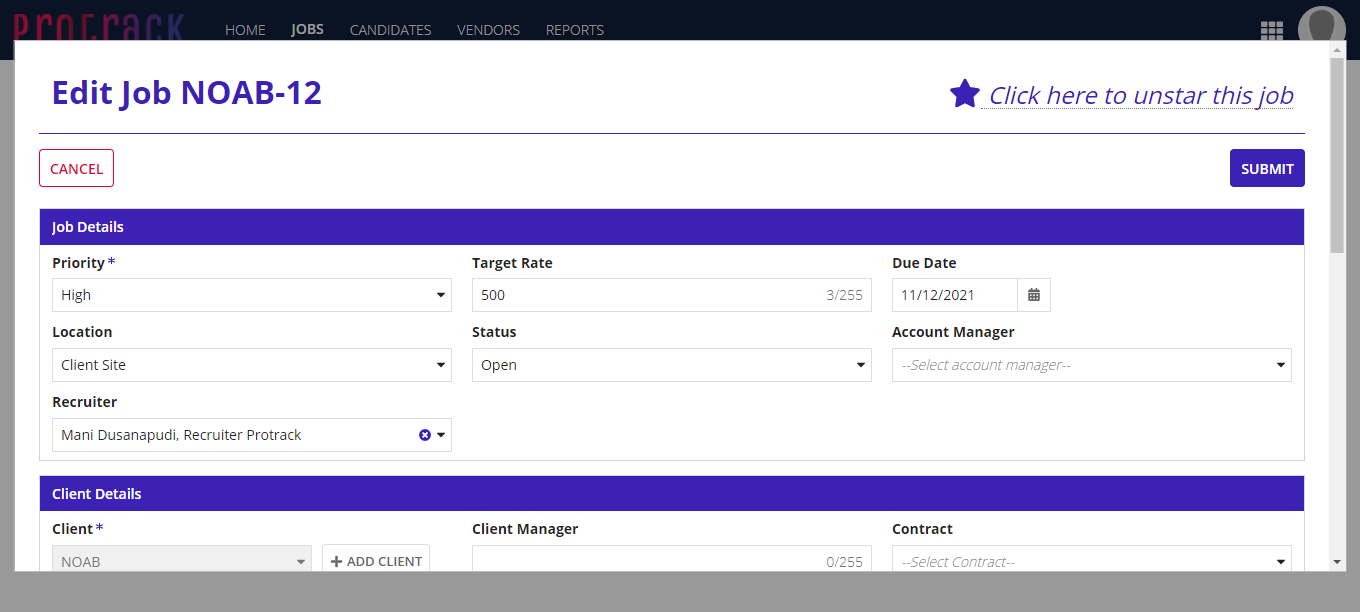 Protrack
HOME JOBS CANDIDATES VENDORS REPORTS
Edit Job NOAB-12
Click here to unstar this job
CANCEL
SUBMIT
Job Details
Priority * Target Rate Due Date
High 500 3/255 11/12/2021
Location Status Account Manager
Client Site Open --Select account manager--
Recruiter
Mani Dusanapudi, Recruiter Protrack
Client Details
Client * Client Manager Contract
NOAB + ADD CLIENT 0/255 --Select Contract--